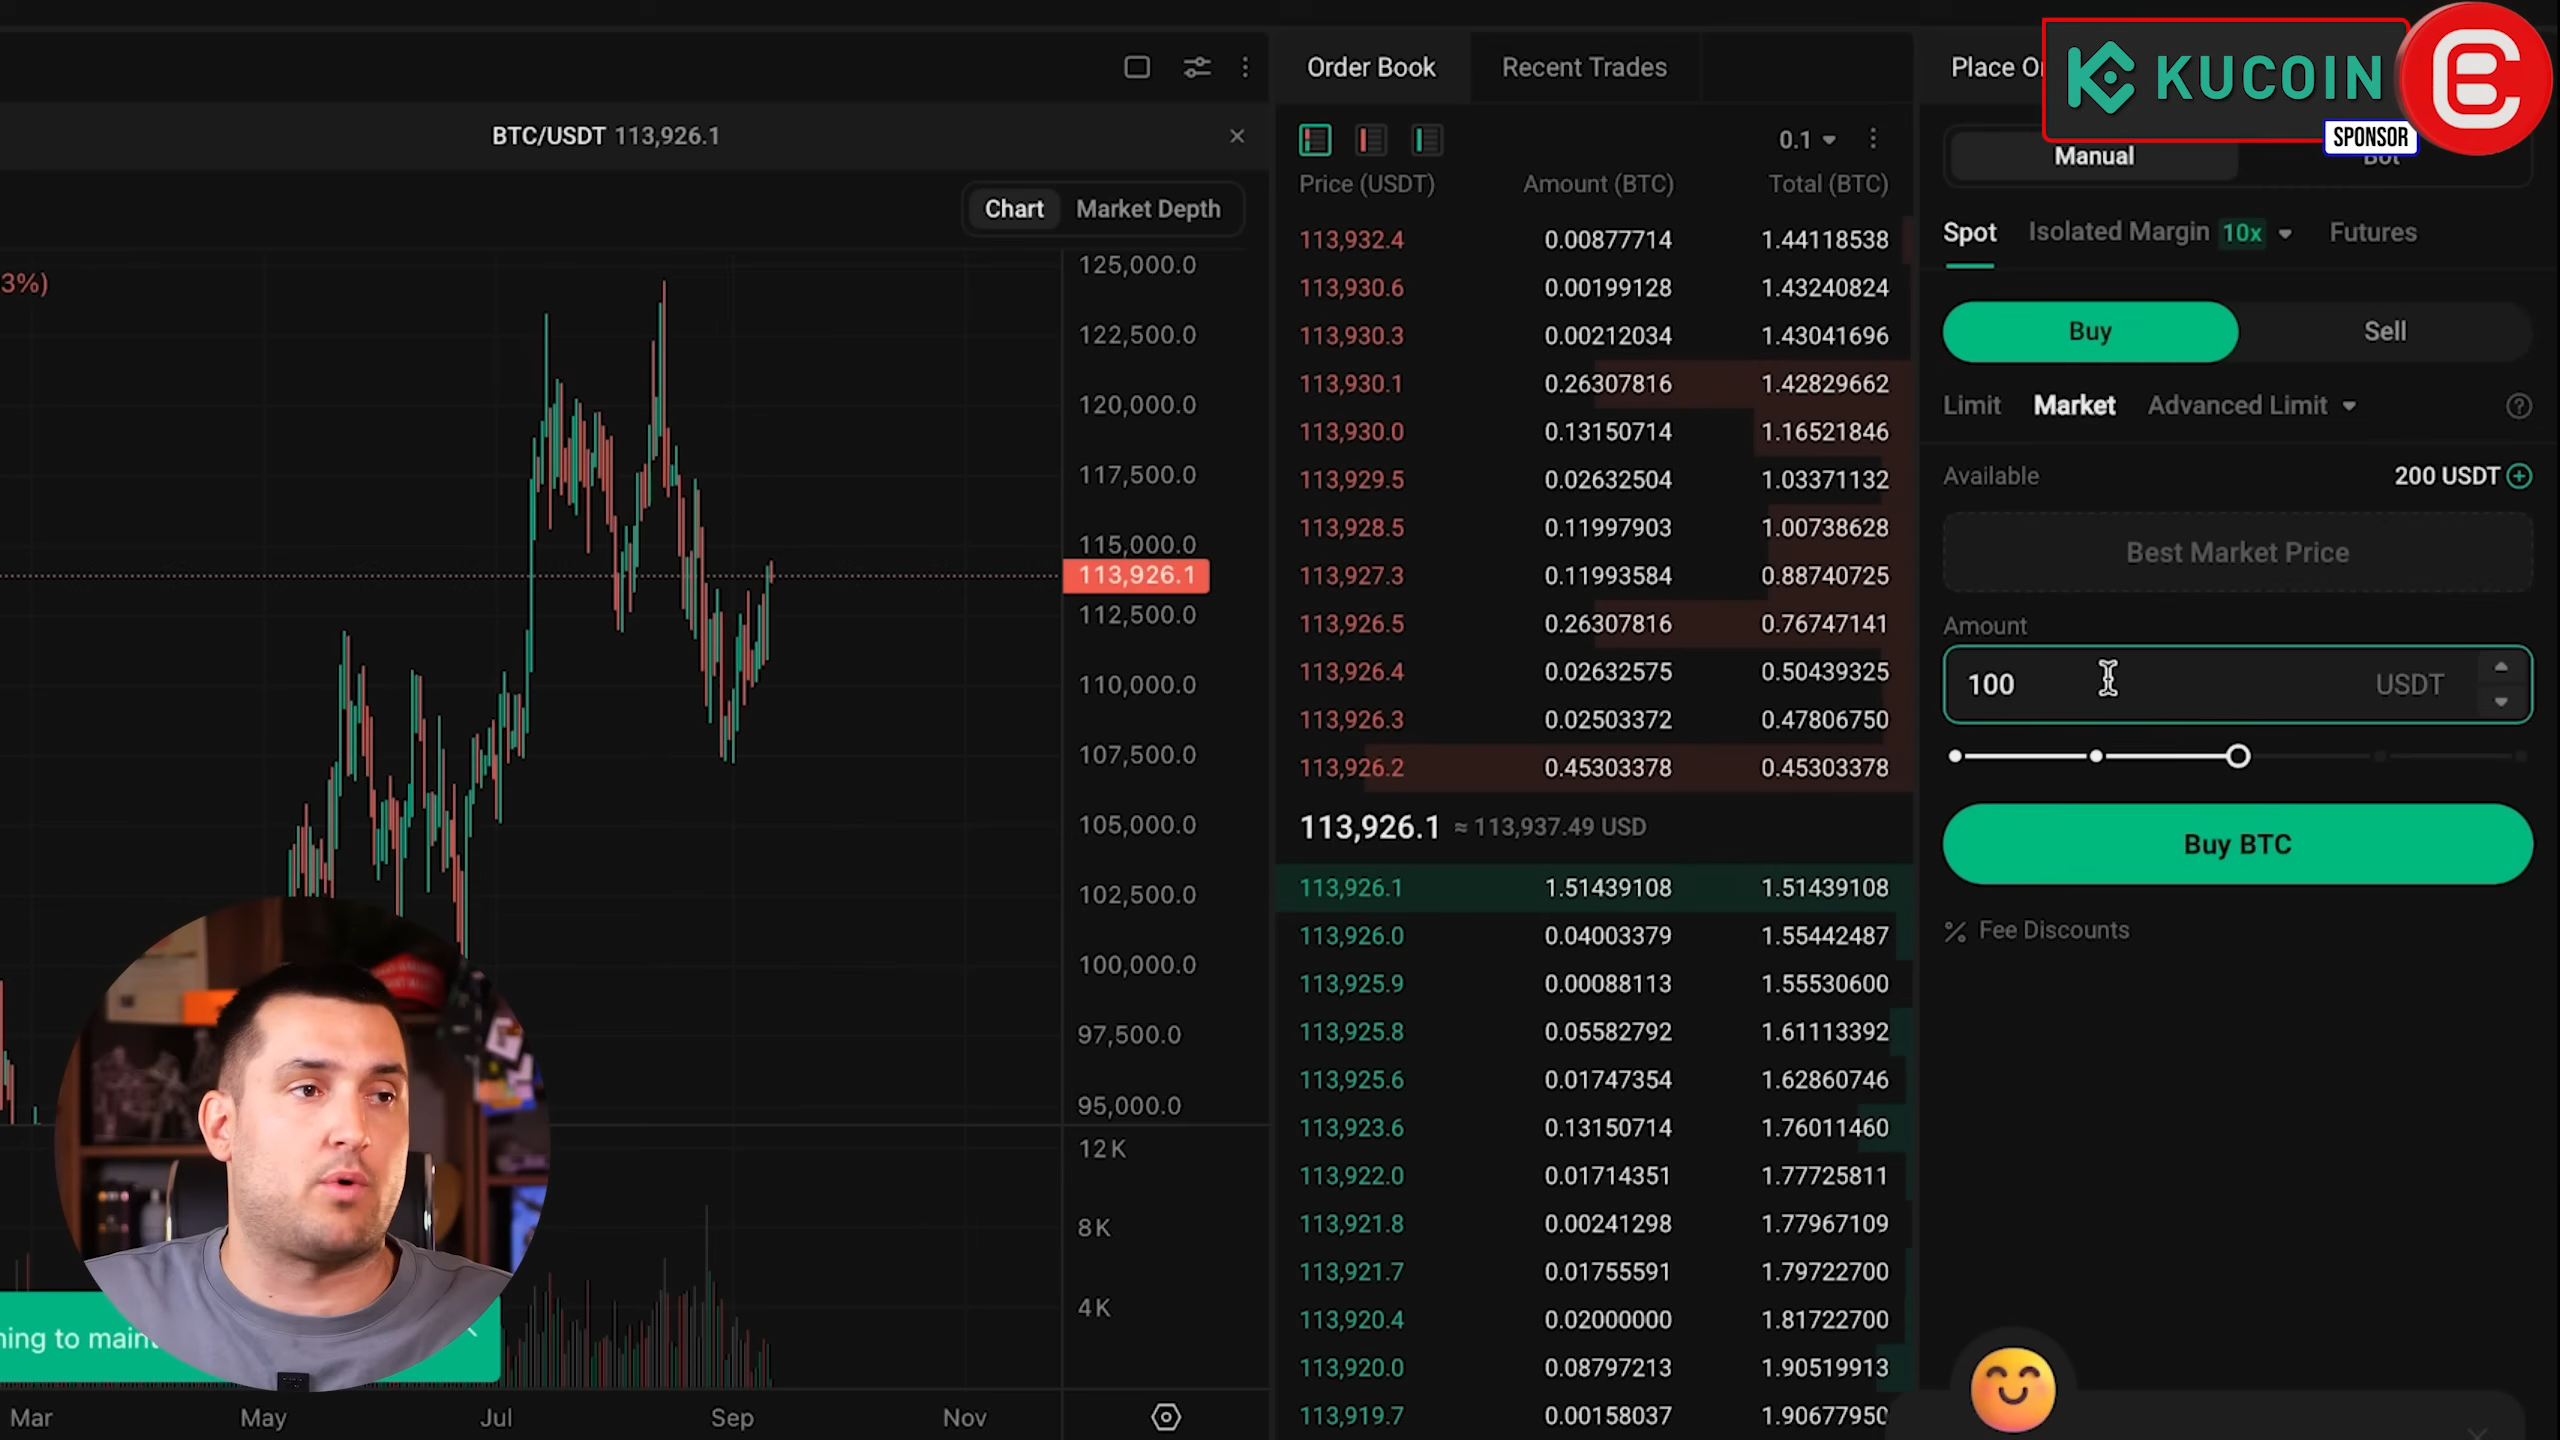 KUCOIN
SPONSOR
Order Book
Recent Trades
BTC/USDT 113,926.1
0.1
Manual
Price (USDT) Amount (BTC) Total (BTC)
Chart
Market Depth
Spot Isolated Margin 10x Futures
3%)
125,000.0
122,500.0
120,000.0
117,500.0
115,000.0
113,926.1
112,500.0
110,000.0
107,500.0
105,000.0
102,500.0
100,000.0
97,500.0
95,000.0
12K
8K
4K
Mar May Jul Sep Nov
113,932.4 0.00877714 1.44118538
113,930.6 0.00199128 1.43240824
113,930.3 0.00212034 1.43041696
113,930.1 0.26307816 1.42829662
113,930.0 0.13150714 1.16521846
113,929.5 0.02632504 1.03371132
113,928.5 0.11997903 1.00738628
113,927.3 0.11993584 0.88740725
113,926.5 0.26307816 0.76747141
113,926.4 0.02632575 0.50439325
113,926.3 0.02503372 0.47806750
113,926.2 0.45303378 0.45303378
113,926.1 ≈ 113,937.49 USD
113,926.1 1.51439108 1.51439108
113,926.0 0.04003379 1.55442487
113,925.9 0.00088113 1.55530600
113,925.8 0.05582792 1.61113392
113,925.6 0.01747354 1.62860746
113,923.6 0.13150714 1.76011460
113,922.0 0.01714351 1.77725811
113,921.8 0.00241298 1.77967109
113,921.7 0.01755591 1.79722700
113,920.4 0.02000000 1.81722700
113,920.0 0.08797213 1.90519913
113,919.7 0.00158037 1.90677950
Place
Buy
Sell
Limit Market Advanced Limit
Available 200 USDT
Best Market Price
Amount
100 USDT
Buy BTC
Fee Discounts
ning to main